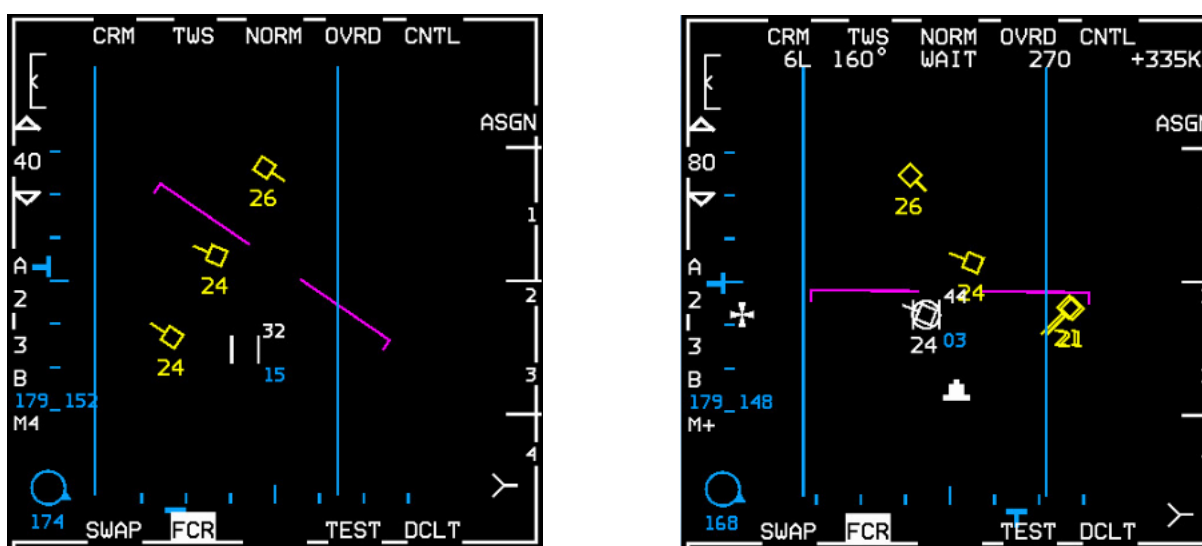 CRM TWS NORM OVRD CNTL
ASGN
40
26
1
A
24
2
2
3
32
24
15
3
B
179_152
M4
4
174
SWAP FCR TEST DCLT
CRM TWS NORM OVRD CNTL
6L 160° WAIT 270 +335K
ASGN
80
26
A
24
2
44
3
24 03
21
B
179_148
M+
168
SWAP FCR TEST DCLT